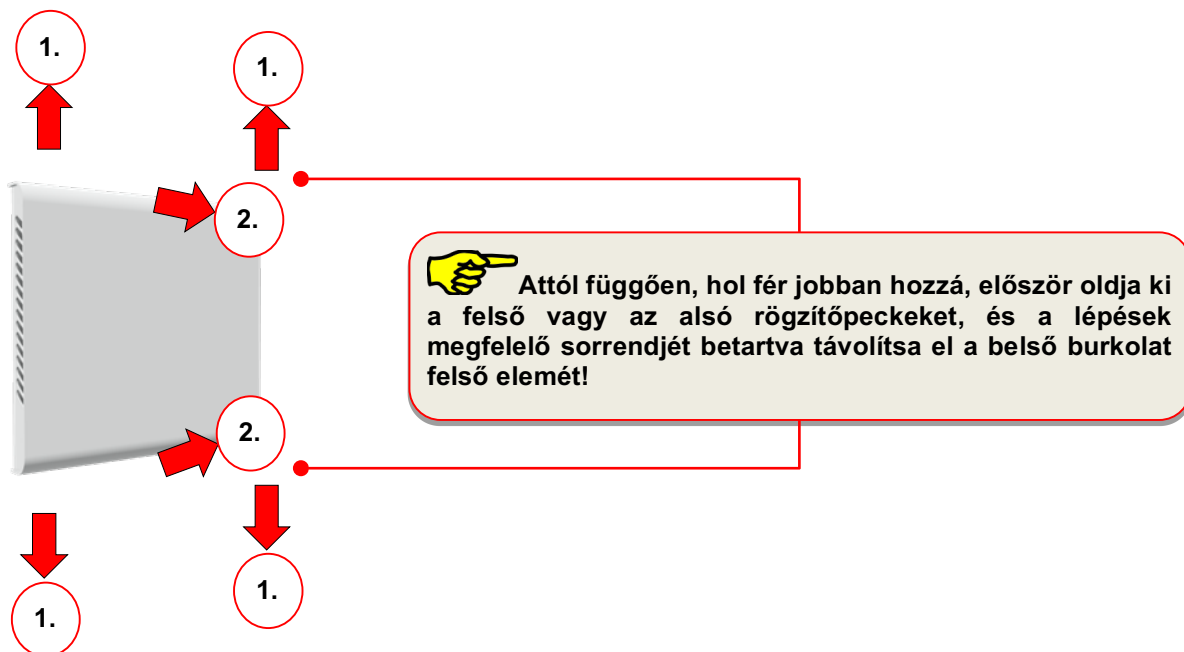 1.
1.
2.
Attól függően, hol fér jobban hozzá, először oldja ki
a felső vagy az alsó rögzítőpeckeket, és a lépések
megfelelő sorrendjét betartva távolítsa el a belső burkolat
felső elemét!
2.
1.
1.